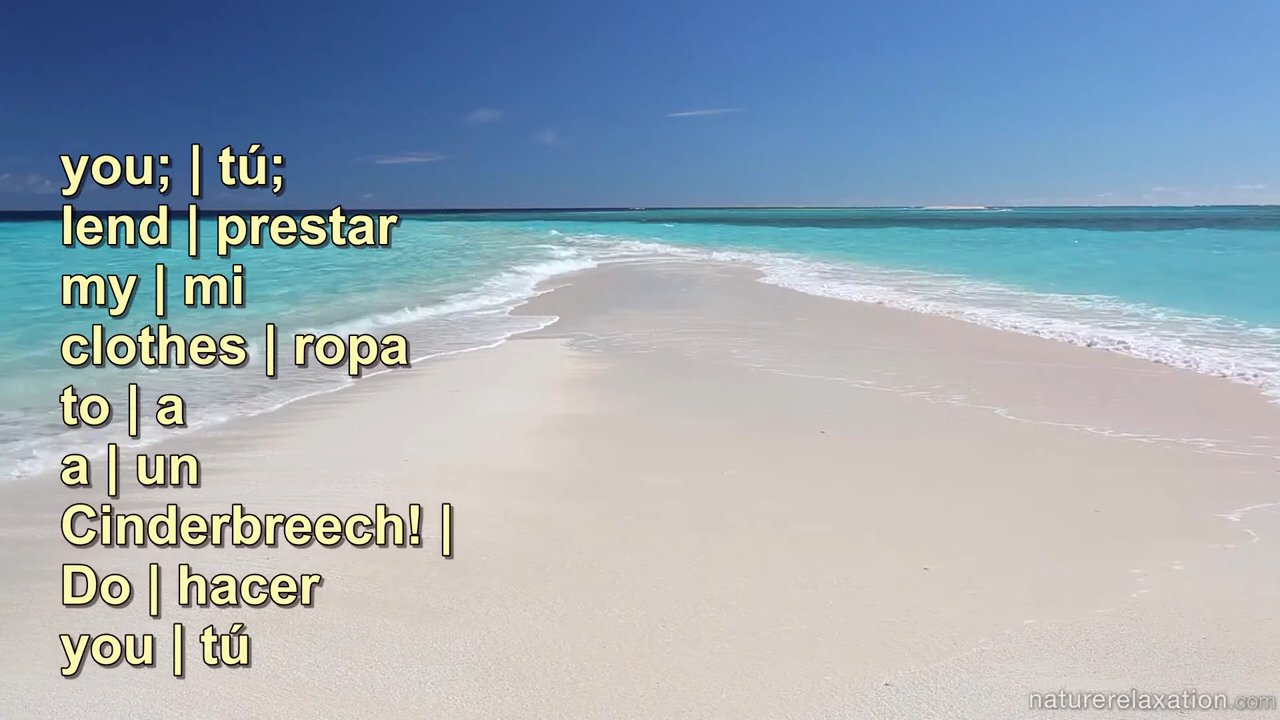 you; | tú;
lend | prestar
my | mi
clothes | ropa
to | a
a | un
Cinderbreech! |
Do | hacer
you | tú
naturerelaxation.com